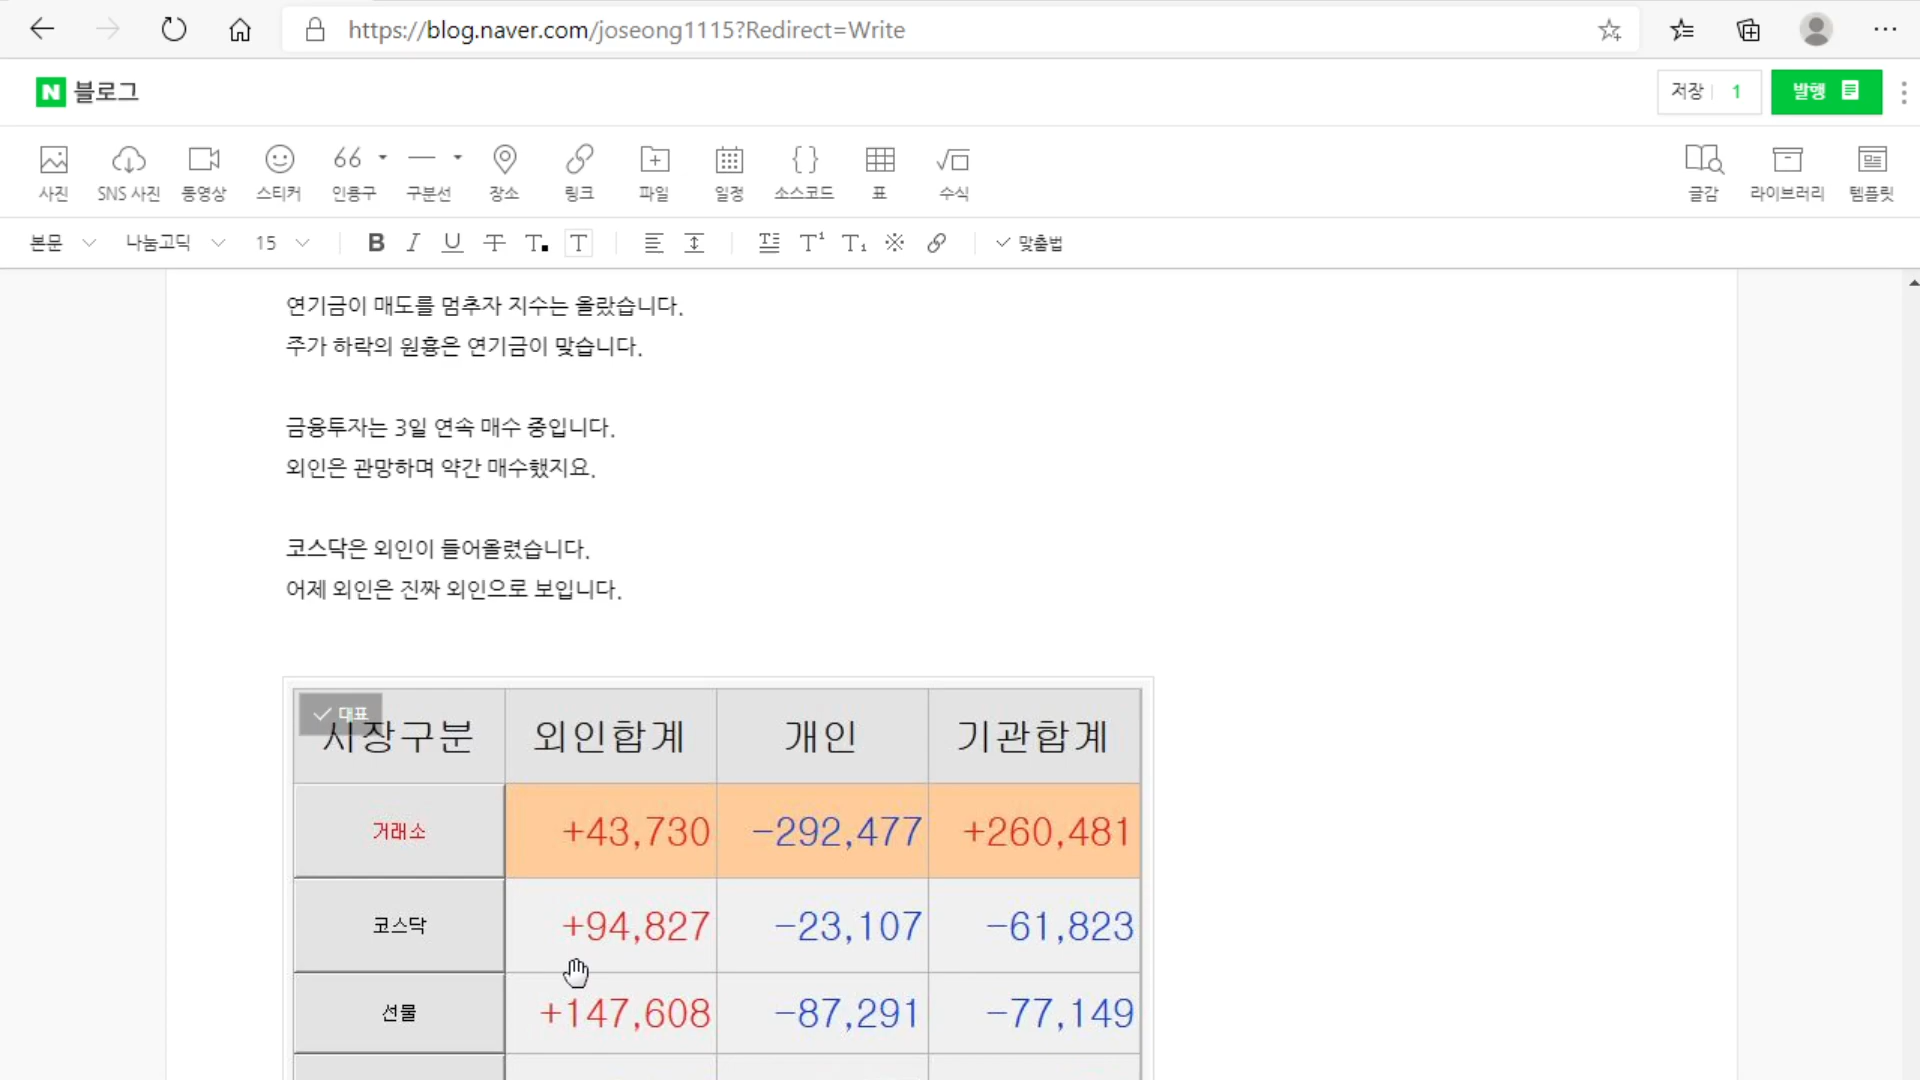 https://blog.naver.com/joseong1115?Redirect=Write
N 블로그
저장 1 발행
사진 SNS 사진 동영상 스티커 66 인용구 구분선 장소 링크 파일 일정 소스코드 표 수식 글감 라이브러리 템플릿
본문 나눔고딕 15 B I U T T. T T¹ T₁ ※ 맞춤법
연기금이 매도를 멈추자 지수는 올랐습니다.
주가 하락의 원흉은 연기금이 맞습니다.
금융투자는 3일 연속 매수 중입니다.
외인은 관망하며 약간 매수했지요.
코스닥은 외인이 들어올렸습니다.
어제 외인은 진짜 외인으로 보입니다.
대표
시장구분 외인합계 개인 기관합계
거래소 +43,730 -292,477 +260,481
코스닥 +94,827 -23,107 -61,823
선물 +147,608 -87,291 -77,149